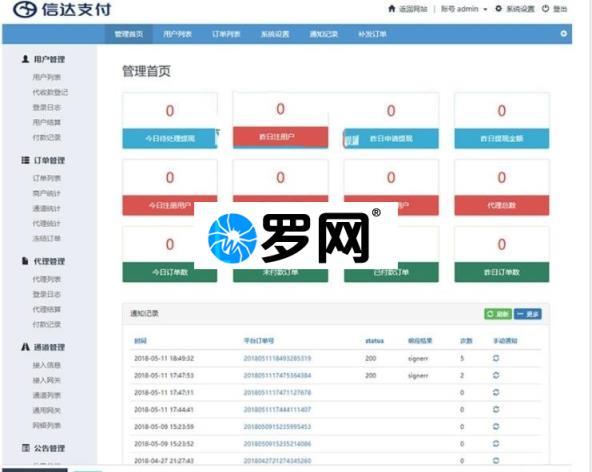 信达支付
返回网站 | 账号 admin 系统设置 登出
管理首页 用户列表 订单列表 系统设置 通知记录 补发订单
用户管理
用户列表
代收款登记
登录日志
用户结算
付款记录
订单管理
订单列表
商户统计
通道统计
代理统计
冻结订单
代理管理
代理列表
登录日志
代理结算
付款记录
通道管理
接入信息
接入网关
通道列表
通用网关
网银列表
公告管理
管理首页
0 0 0 0
今日待处理提现 昨日注册用户 昨日申请提现 昨日提现金额
0 0 0 0
今日注册用户 用户 代理总数
罗网®
0 0
今日订单数 未付款订单 已付款订单 昨日订单数
通知记录 刷新 更多
时间 平台订单号 status 响应结果 次数 手动通知
2018-05-11 18:49:32 2018051118493285319 200 signerr 5
2018-05-11 17:47:53 2018051117475364384 200 signerr 2
2018-05-11 17:47:11 2018051117471127678 0
2018-05-11 17:44:41 2018051117444111407 0
2018-05-09 15:23:59 2018050915235995453 0
2018-05-09 15:23:52 2018050915235214086 0
2018-04-27 21:27:43 2018042721274345260 0